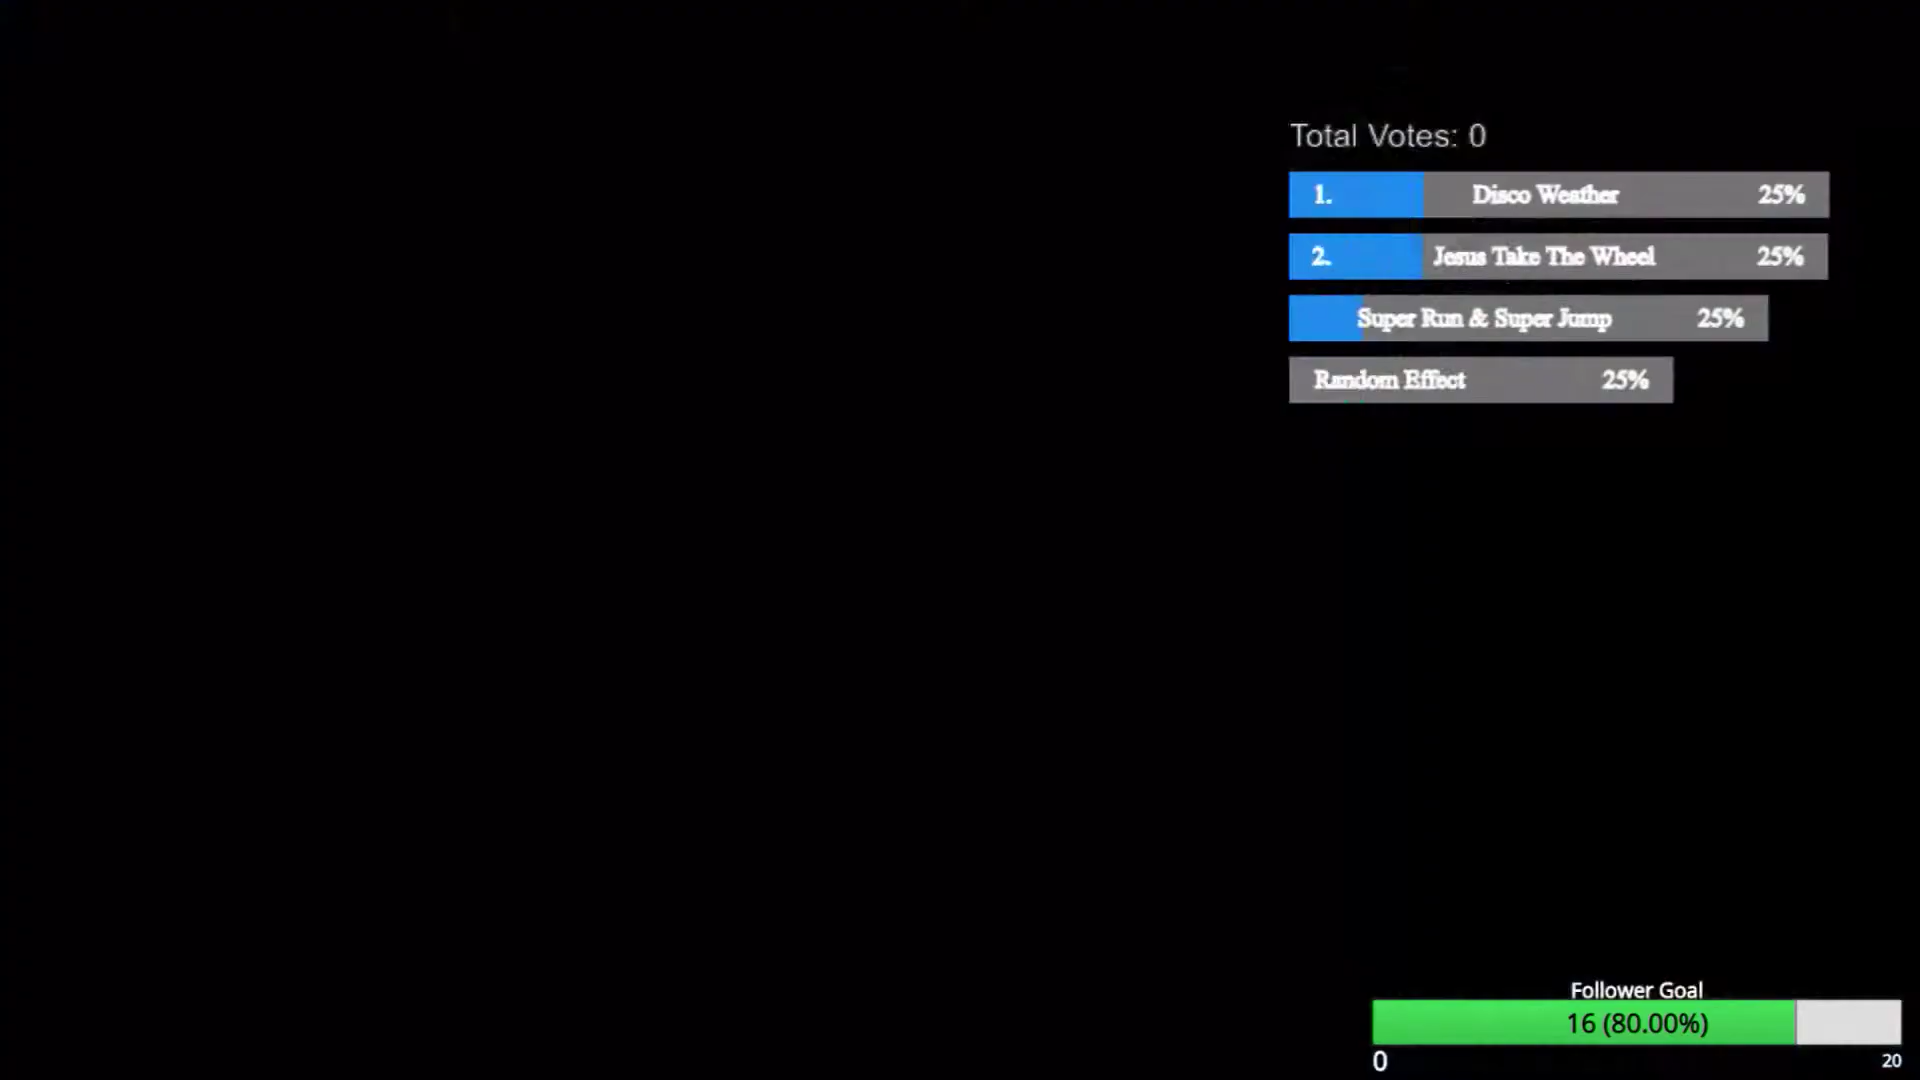 Total Votes: 0
1. Disco Weather 25%
2. Jesus Take The Wheel 25%
Super Run & Super Jump 25%
Random Effect 25%
Follower Goal
16 (80.00%)
0 20